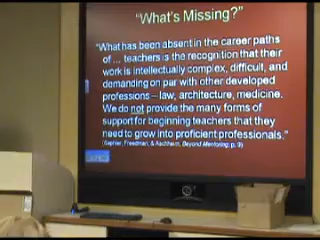 "What's Missing?"
"What has been absent in the career paths
of ... teachers is the recognition that their
work is intellectually complex, difficult, and
demanding on par with other developed
professions – law, architecture, medicine.
We do not provide the many forms of
support for beginning teachers that they
need to grow into proficient professionals."
(Saphier, Freedman, & Aschheim, Beyond Mentoring, p. 9)